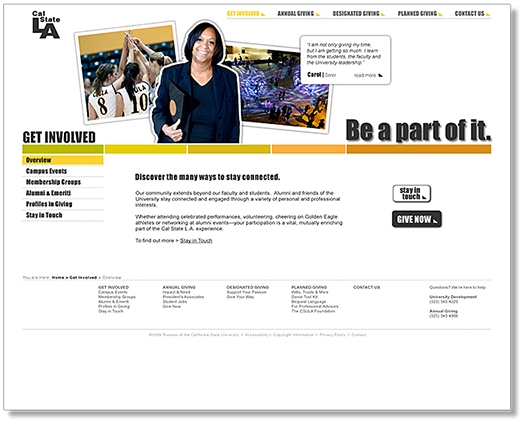 Cal
State
LA
GET INVOLVED
ANNUAL GIVING
DESIGNATED GIVING
PLANNED GIVING
CONTACT US
"I am not only giving my time,
but I am getting so much. I learn
from the students, the faculty and
the University leadership."
Carol | Donor
read more
8
ULA
10
GET INVOLVED
Be a part of it.
Overview
Campus Events
Membership Groups
Alumni & Emeriti
Profiles in Giving
Stay in Touch
Discover the many ways to stay connected.
Our community extends beyond our faculty and students. Alumni and friends of the
University stay connected and engaged through a variety of personal and professional
interests.
Whether attending celebrated performances, volunteering, cheering on Golden Eagle
athletes or networking at alumni events—your participation is a vital, mutually enriching
part of the Cal State L.A. experience.
To find out more > Stay in Touch
stay in
touch
GIVE NOW
You are Here: Home > Get Involved > Overview
GET INVOLVED
Campus Events
Membership Groups
Alumni & Emeriti
Profiles in Giving
Stay in Touch
ANNUAL GIVING
Impact & Need
President's Associates
Student Jobs
Give Now
DESIGNATED GIVING
Support Your Passion
Give Your Way
PLANNED GIVING
Wills, Trusts & More
Donor Tool Kit
Bequest Language
For Professional Advisors
The CSULA Foundation
CONTACT US
Questions? We're here to help
University Development
Annual Giving
©2009 Trustees of the California State University | Accessibility | Copyright Information | Privacy Policy | Contact